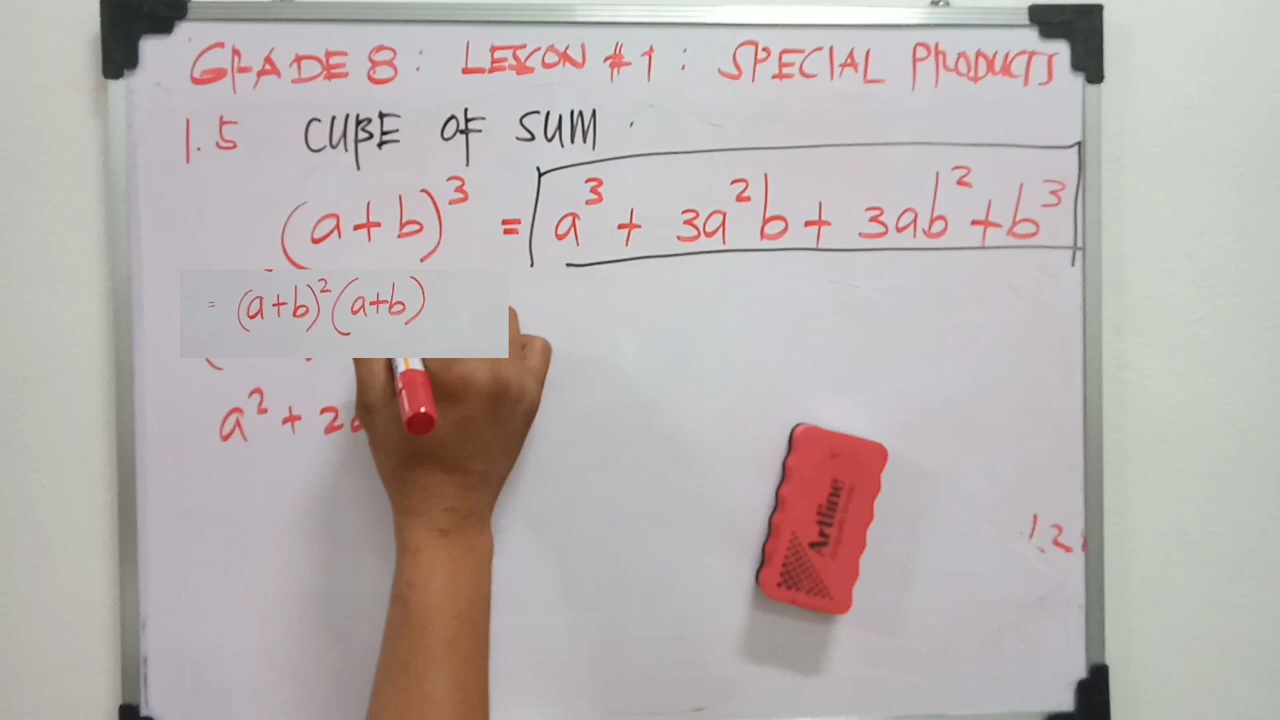 GRADE 8 : LESSON #1 : SPECIAL PRODUCTS
1.5 CUBE OF SUM .
(a+b)³ = a³ + 3a²b + 3ab² + b³
= (a+b)²(a+b)
a² + 2a
Artline
1.2